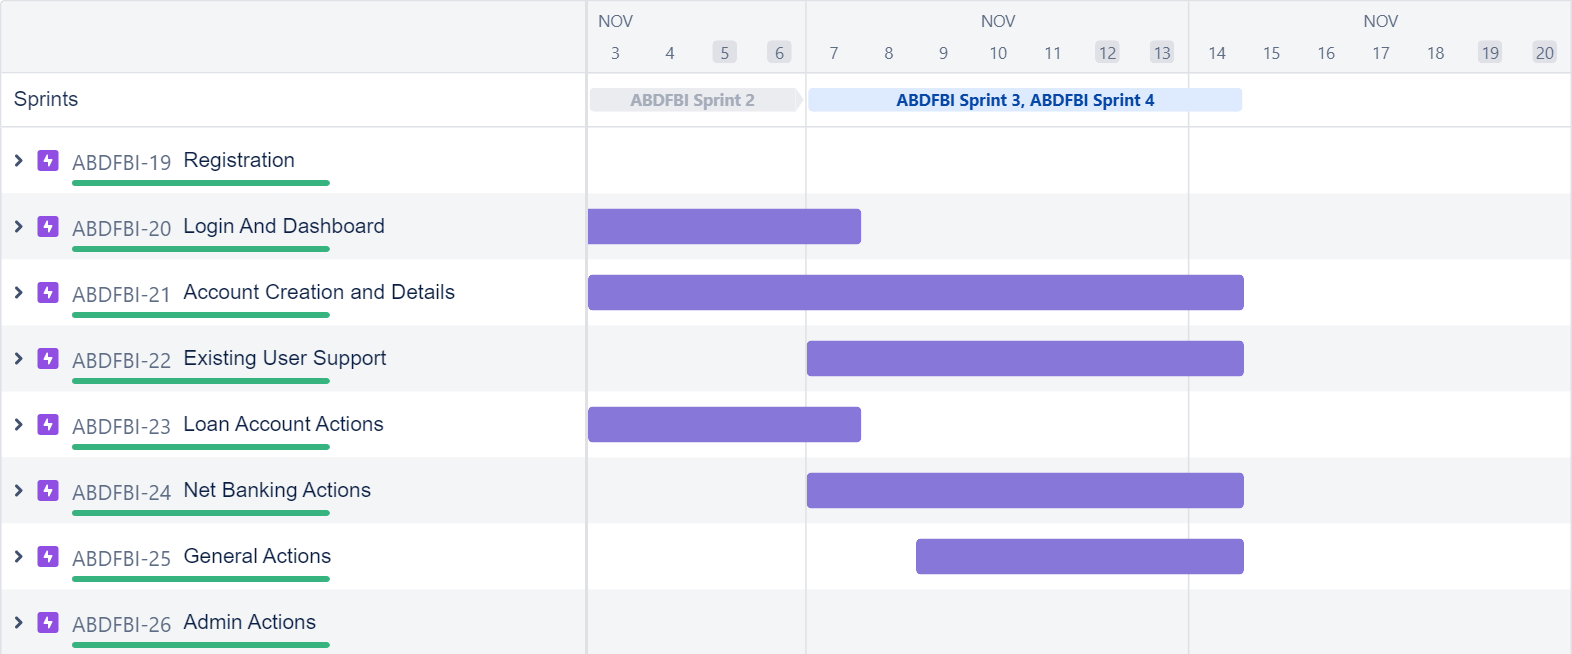 NOV NOV NOV
3 4 5 6 7 8 9 10 11 12 13 14 15 16 17 18 19 20
Sprints ABDFBI Sprint 2 ABDFBI Sprint 3, ABDFBI Sprint 4
ABDFBI-19 Registration
ABDFBI-20 Login And Dashboard
ABDFBI-21 Account Creation and Details
ABDFBI-22 Existing User Support
ABDFBI-23 Loan Account Actions
ABDFBI-24 Net Banking Actions
ABDFBI-25 General Actions
ABDFBI-26 Admin Actions